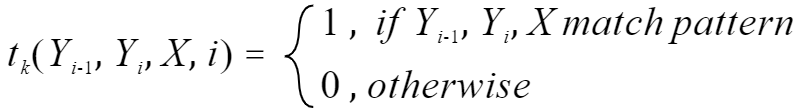 t_k(Y_{i-1}, Y_i, X, i) = { 1 , if Y_{i-1}, Y_i, X match pattern
0 , otherwise